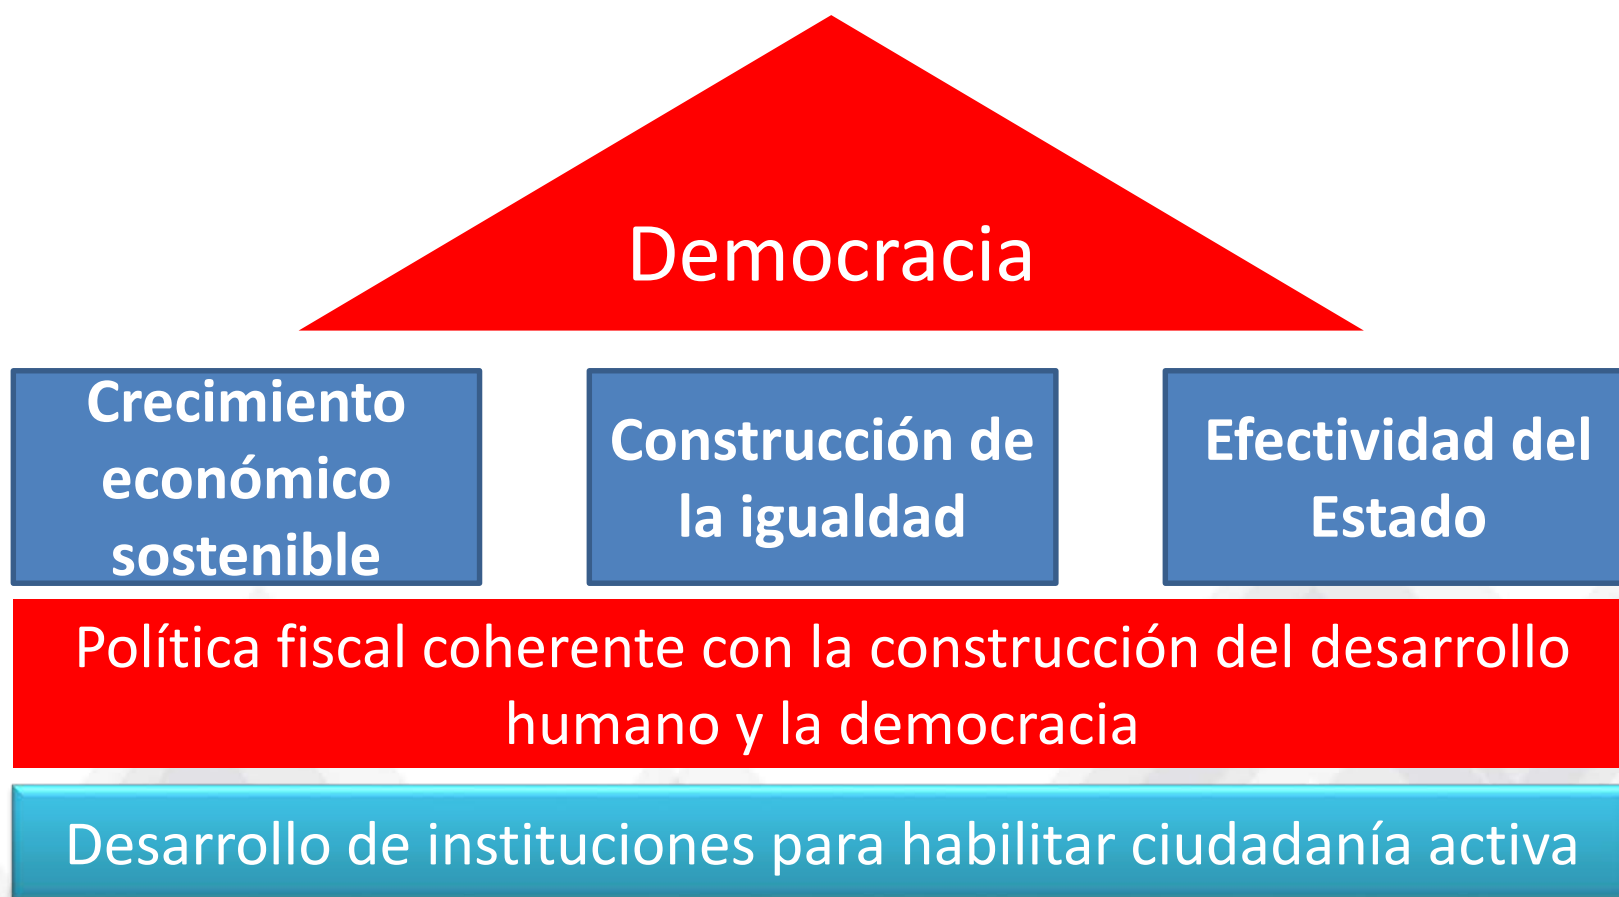 Democracia
Crecimiento
económico
sostenible
Construcción de
la igualdad
Efectividad del
Estado
Política fiscal coherente con la construcción del desarrollo
humano y la democracia
Desarrollo de instituciones para habilitar ciudadanía activa